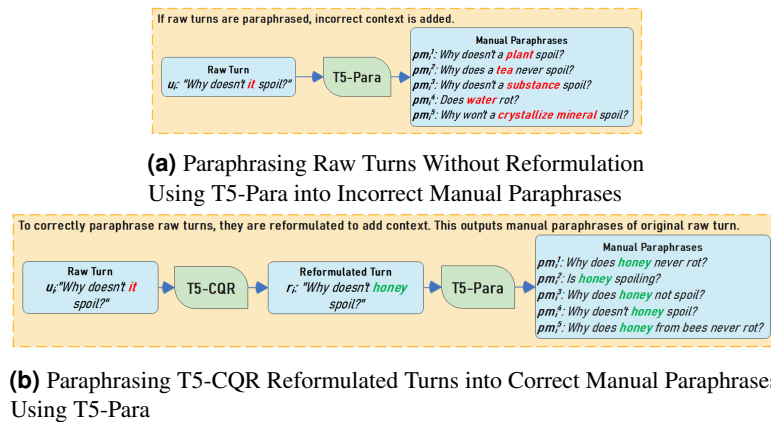 If raw turns are paraphrased, incorrect context is added.
Raw Turn
uᵢ: "Why doesn't it spoil?"
T5-Para
Manual Paraphrases
pmᵢ¹: Why doesn't a plant spoil?
pmᵢ²: Why does a tea never spoil?
pmᵢ³: Why doesn't a substance spoil?
pmᵢ⁴: Does water rot?
pmᵢ⁵: Why won't a crystallize mineral spoil?
(a) Paraphrasing Raw Turns Without Reformulation
Using T5-Para into Incorrect Manual Paraphrases
To correctly paraphrase raw turns, they are reformulated to add context. This outputs manual paraphrases of original raw turn.
Raw Turn
uᵢ:"Why doesn't it
spoil?"
T5-CQR
Reformulated Turn
rᵢ: "Why doesn't honey
spoil?"
T5-Para
Manual Paraphrases
pmᵢ¹: Why does honey never rot?
pmᵢ²: Is honey spoiling?
pmᵢ³: Why does honey not spoil?
pmᵢ⁴: Why doesn't honey spoil?
pmᵢ⁵: Why does honey from bees never rot?
(b) Paraphrasing T5-CQR Reformulated Turns into Correct Manual Paraphrases
Using T5-Para